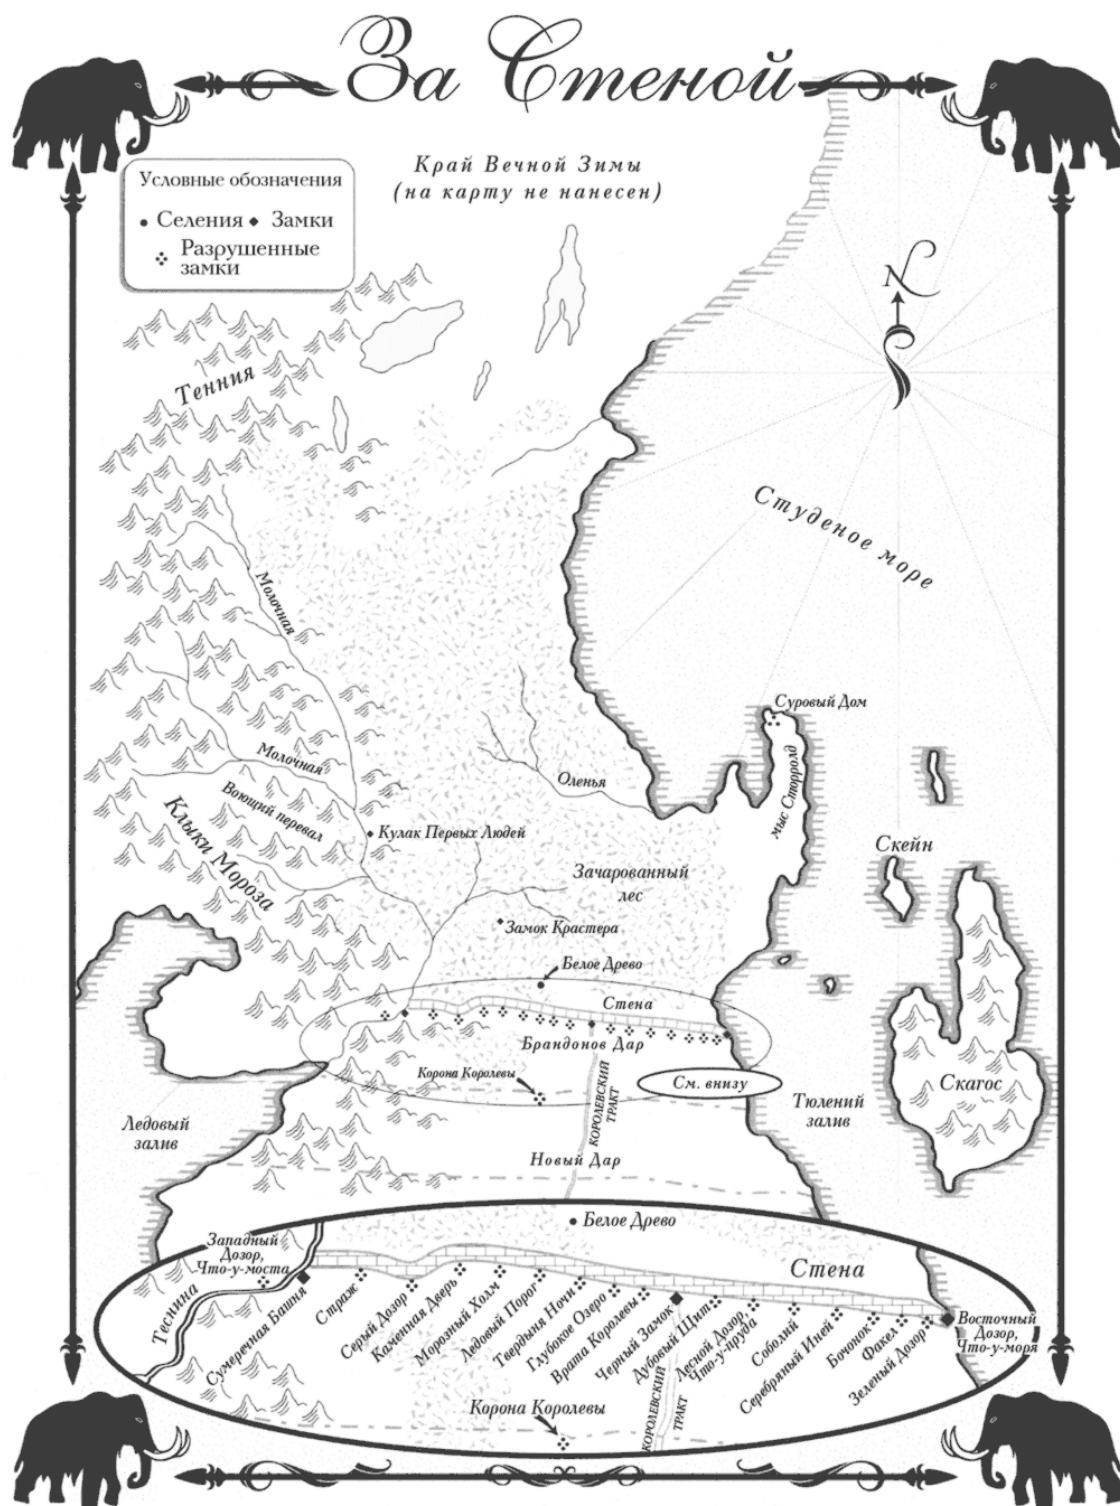 За Стеной
Край Вечной Зимы
(на карту не нанесен)
Условные обозначения
Селения Замки
Разрушенные
замки
N
Тенния
Студеное море
Молочная
Суровый Дом
мыс Сторролд
Оленья
Молочная
Воющий перевал
Клыки Мороза
Кулак Первых Людей
Скейн
Зачарованный
лес
Замок Крастера
Белое Древо
Стена
Брандонов Дар
Корона Королевы
См. внизу
КОРОЛЕВСКИЙ
ТРАКТ
Скагос
Тюлений
залив
Ледовый
залив
Новый Дар
Белое Древо
Западный
Дозор,
Что-у-моста
Стена
Теснина
Сумеречная Башня
Страж
Серый Дозор
Каменная Дверь
Морозный Холм
Ледовый Порог
Твердыня Ночи
Глубокое Озеро
Врата Королевы
Черный Замок
Дубовый Щит
Лесной Дозор,
Что-у-пруда
Соболий
Серебряный Иней
Бочонок
Факел
Зеленый Дозор
Восточный
Дозор,
Что-у-моря
Корона Королевы
КОРОЛЕВСКИЙ
ТРАКТ